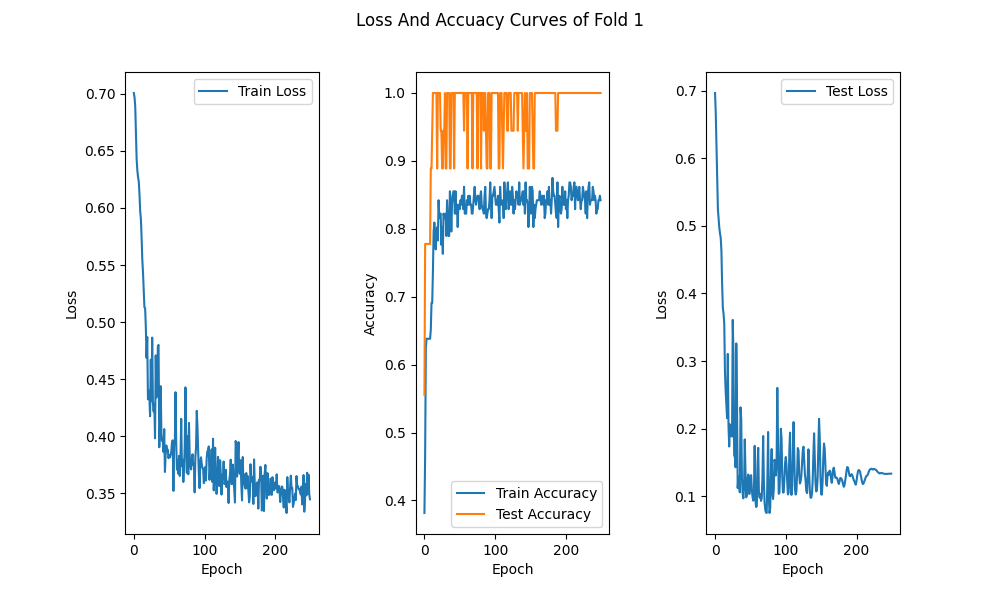 Loss And Accuacy Curves of Fold 1
Train Loss
0.70
0.65
0.60
0.55
0.50
0.45
0.40
0.35
Loss
0 100 200
Epoch
1.0
0.9
0.8
0.7
0.6
0.5
0.4
Accuracy
Train Accuracy
Test Accuracy
0 100 200
Epoch
Test Loss
0.7
0.6
0.5
0.4
0.3
0.2
0.1
Loss
0 100 200
Epoch